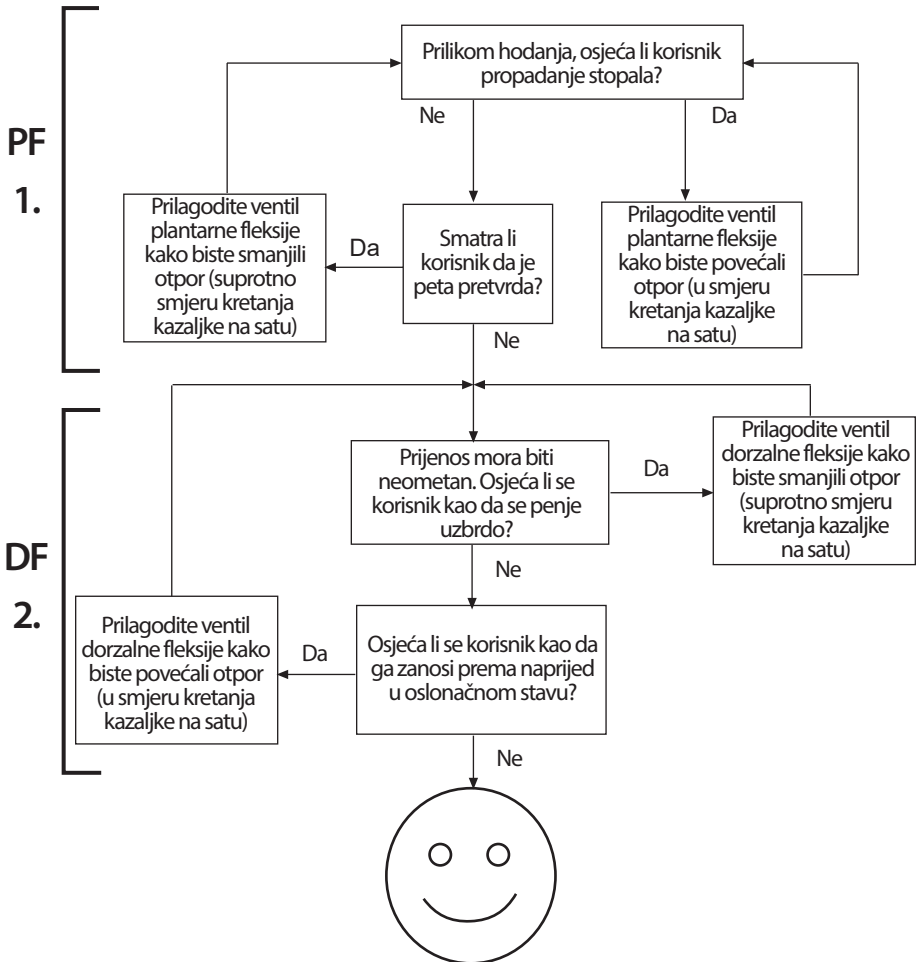 Prilikom hodanja, osjeća li korisnik
propadanje stopala?
Ne
Da
PF
1.
Prilagodite ventil
plantarne fleksije
kako biste smanjili
otpor (suprotno
smjeru kretanja
kazaljke na satu)
Da
Smatra li
korisnik da je
peta pretvrda?
Prilagodite ventil
plantarne fleksije
kako biste povećali
otpor (u smjeru
kretanja kazaljke
na satu)
Ne
DF
2.
Prijenos mora biti
neometan. Osjeća li se
korisnik kao da se penje
uzbrdo?
Da
Prilagodite ventil
dorzalne fleksije kako
biste smanjili otpor
(suprotno smjeru
kretanja kazaljke
na satu)
Ne
Prilagodite ventil
dorzalne fleksije kako
biste povećali otpor
(u smjeru kretanja
kazaljke na satu)
Da
Osjeća li se korisnik kao da
ga zanosi prema naprijed
u oslonačnom stavu?
Ne